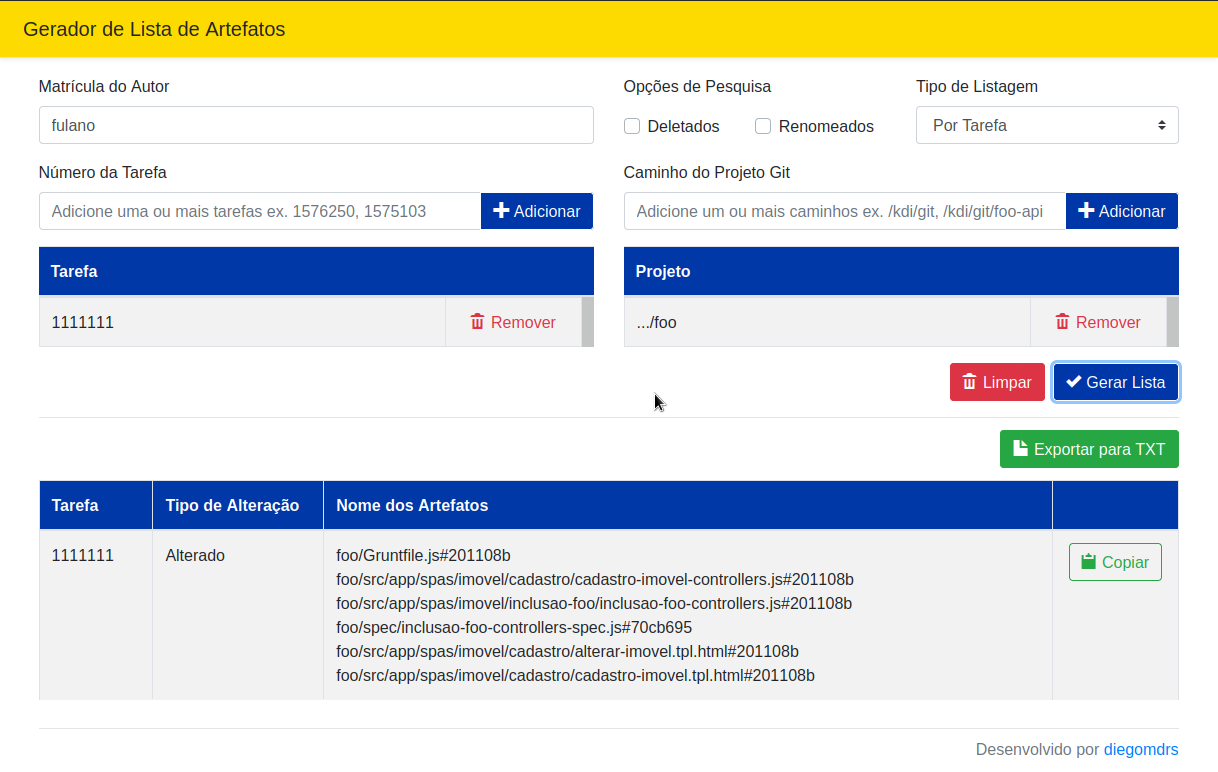 Gerador de Lista de Artefatos
Matrícula do Autor
fulano
Opções de Pesquisa
Deletados
Renomeados
Tipo de Listagem
Por Tarefa
Número da Tarefa
Adicione uma ou mais tarefas ex. 1576250, 1575103
Adicionar
Caminho do Projeto Git
Adicione um ou mais caminhos ex. /kdi/git, /kdi/git/foo-api
Adicionar
Tarefa
1111111
Remover
Projeto
.../foo
Remover
Limpar
Gerar Lista
Exportar para TXT
Tarefa
Tipo de Alteração
Nome dos Artefatos
1111111
Alterado
foo/Gruntfile.js#201108b
foo/src/app/spas/imovel/cadastro/cadastro-imovel-controllers.js#201108b
foo/src/app/spas/imovel/inclusao-foo/inclusao-foo-controllers.js#201108b
foo/spec/inclusao-foo-controllers-spec.js#70cb695
foo/src/app/spas/imovel/cadastro/alterar-imovel.tpl.html#201108b
foo/src/app/spas/imovel/cadastro/cadastro-imovel.tpl.html#201108b
Copiar
Desenvolvido por diegomdrs